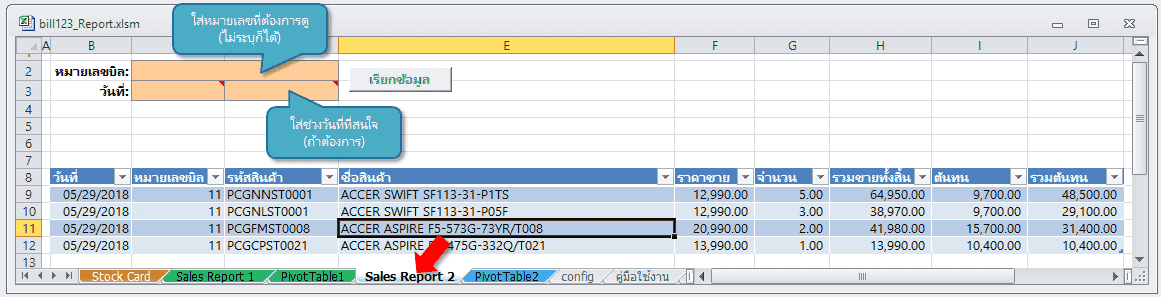 bill123_Report.xlsm
ใส่หมายเลขที่ต้องการดู
(ไม่ระบุก็ได้)
A B E F G H I J
2 หมายเลขบิล:
เรียกข้อมูล
3 วันที่:
4
ใส่ช่วงวันที่ที่สนใจ
(ถ้าต้องการ)
5
6
7
8 วันที่ หมายเลขบิล รหัสสินค้า ชื่อสินค้า ราคาขาย จำนวน รวมขายทั้งสิ้น ต้นทุน รวมต้นทุน
9 05/29/2018 11 PCGNNST0001 ACCER SWIFT SF113-31-P1TS 12,990.00 5.00 64,950.00 9,700.00 48,500.00
10 05/29/2018 11 PCGNLST0001 ACCER SWIFT SF113-31-P05F 12,990.00 3.00 38,970.00 9,700.00 29,100.00
11 05/29/2018 11 PCGFMST0008 ACCER ASPIRE F5-573G-73YR/T008 20,990.00 2.00 41,980.00 15,700.00 31,400.00
12 05/29/2018 11 PCGCPST0021 ACCER ASPIRE 475G-332Q/T021 13,990.00 1.00 13,990.00 10,400.00 10,400.00
13
Stock Card Sales Report 1 PivotTable1 Sales Report 2 PivotTable2 config คู่มือใช้งาน